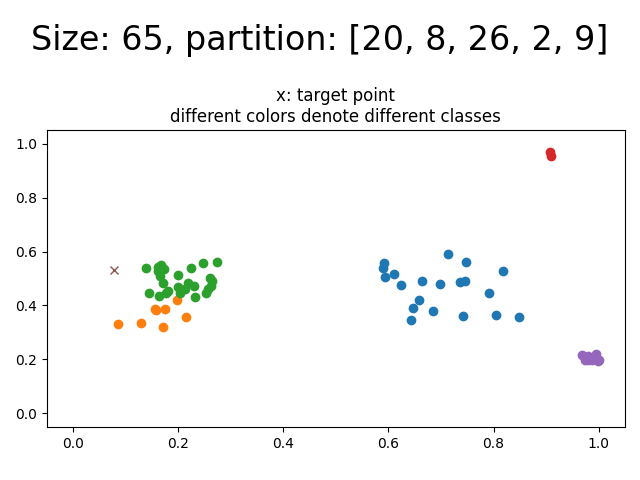 Size: 65, partition: [20, 8, 26, 2, 9]
x: target point
different colors denote different classes
1.0
0.8
0.6
0.4
0.2
0.0
0.0 0.2 0.4 0.6 0.8 1.0